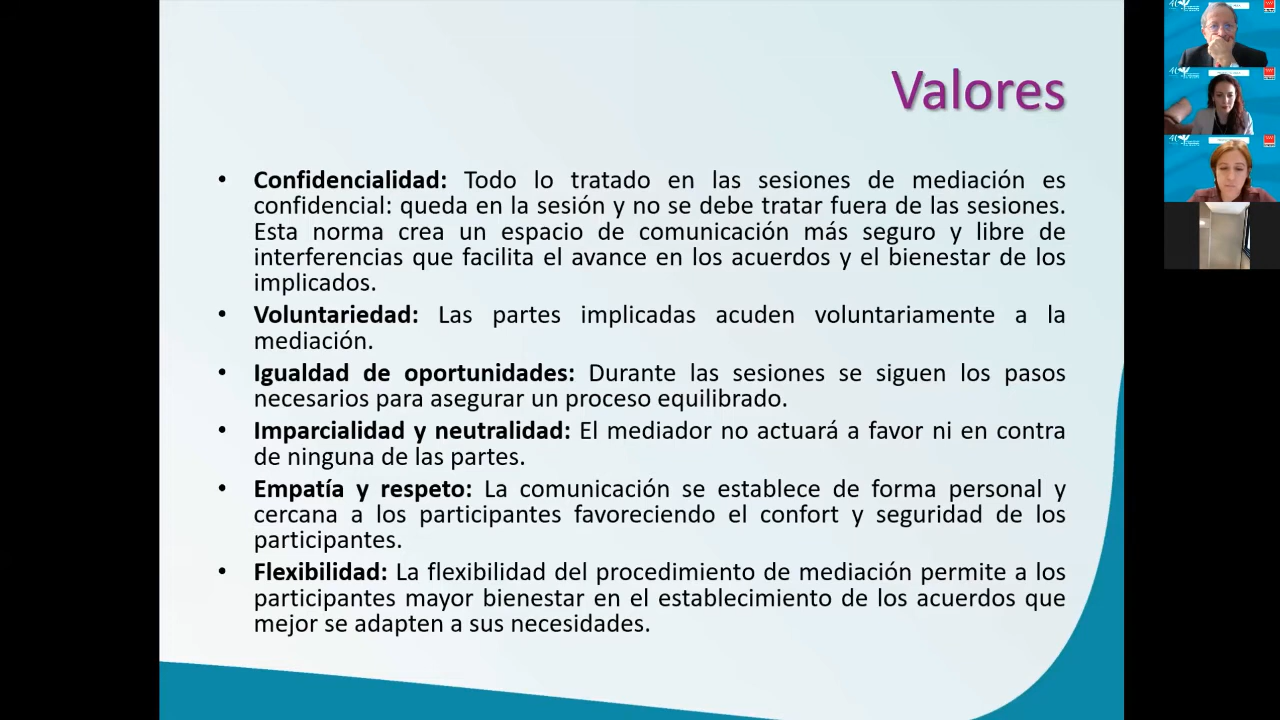 Valores
• Confidencialidad: Todo lo tratado en las sesiones de mediación es
confidencial: queda en la sesión y no se debe tratar fuera de las sesiones.
Esta norma crea un espacio de comunicación más seguro y libre de
interferencias que facilita el avance en los acuerdos y el bienestar de los
implicados.
• Voluntariedad: Las partes implicadas acuden voluntariamente a la
mediación.
• Igualdad de oportunidades: Durante las sesiones se siguen los pasos
necesarios para asegurar un proceso equilibrado.
• Imparcialidad y neutralidad: El mediador no actuará a favor ni en contra
de ninguna de las partes.
• Empatía y respeto: La comunicación se establece de forma personal y
cercana a los participantes favoreciendo el confort y seguridad de los
participantes.
• Flexibilidad: La flexibilidad del procedimiento de mediación permite a los
participantes mayor bienestar en el establecimiento de los acuerdos que
mejor se adapten a sus necesidades.